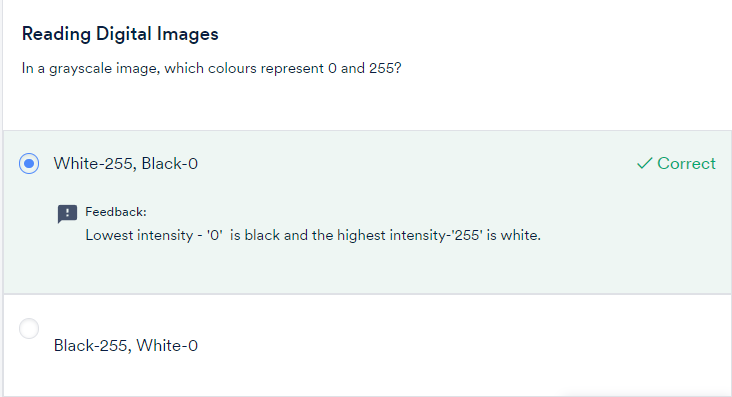 Reading Digital Images
In a grayscale image, which colours represent 0 and 255?
White-255, Black-0
Correct
Feedback:
Lowest intensity - '0' is black and the highest intensity-'255' is white.
Black-255, White-0